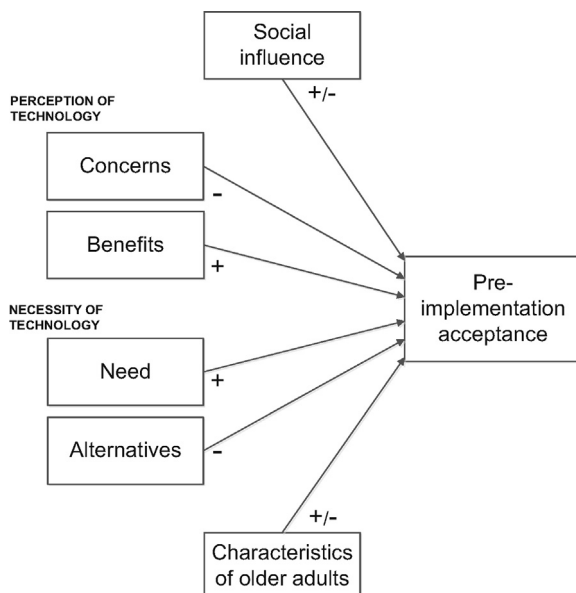 Social
influence
+/-
PERCEPTION OF
TECHNOLOGY
Concerns
-
Benefits
+
Pre-
implementation
acceptance
NECESSITY OF
TECHNOLOGY
Need
+
Alternatives
-
+/-
Characteristics
of older adults